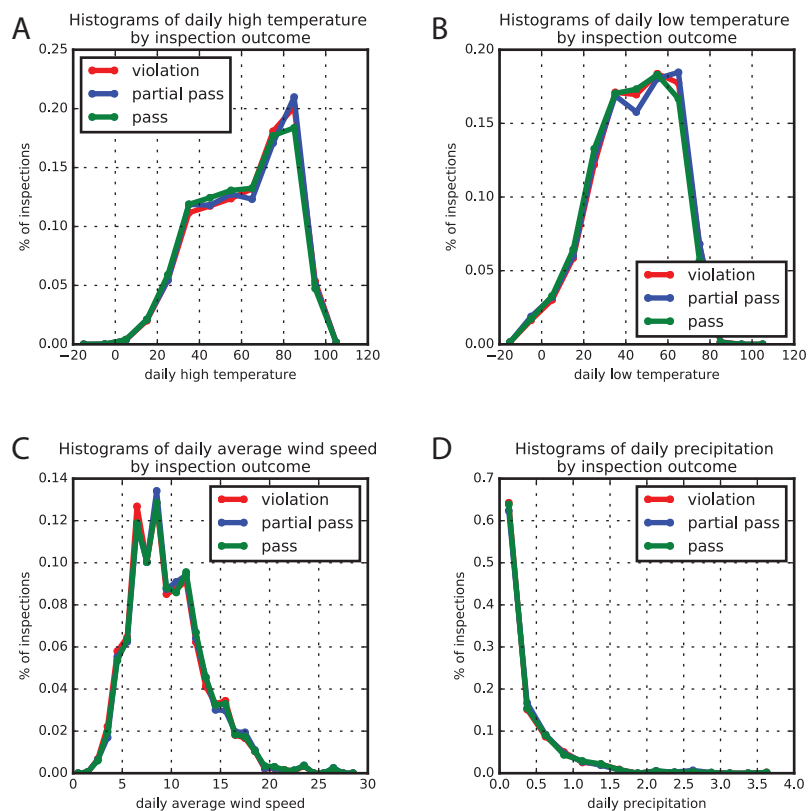 A
Histograms of daily high temperature
by inspection outcome
0.25
0.20
0.15
0.10
0.05
0.00
% of inspections
violation
partial pass
pass
−20 0 20 40 60 80 100 120
daily high temperature
B
Histograms of daily low temperature
by inspection outcome
0.20
0.15
0.10
0.05
0.00
% of inspections
violation
partial pass
pass
−20 0 20 40 60 80 100 120
daily low temperature
C
Histograms of daily average wind speed
by inspection outcome
0.14
0.12
0.10
0.08
0.06
0.04
0.02
0.00
% of inspections
violation
partial pass
pass
0 5 10 15 20 25 30
daily average wind speed
D
Histograms of daily precipitation
by inspection outcome
0.7
0.6
0.5
0.4
0.3
0.2
0.1
0.0
% of inspections
violation
partial pass
pass
0.0 0.5 1.0 1.5 2.0 2.5 3.0 3.5 4.0
daily precipitation